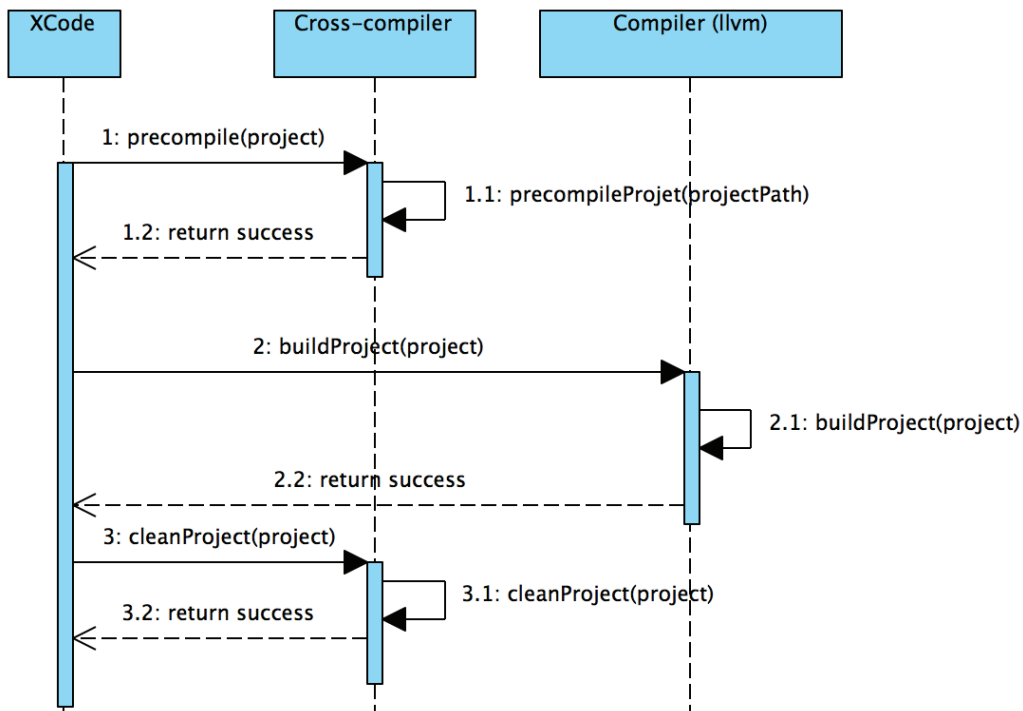 XCode
Cross-compiler
Compiler (llvm)
1: precompile(project)
1.1: precompileProjet(projectPath)
1.2: return success
2: buildProject(project)
2.1: buildProject(project)
2.2: return success
3: cleanProject(project)
3.1: cleanProject(project)
3.2: return success